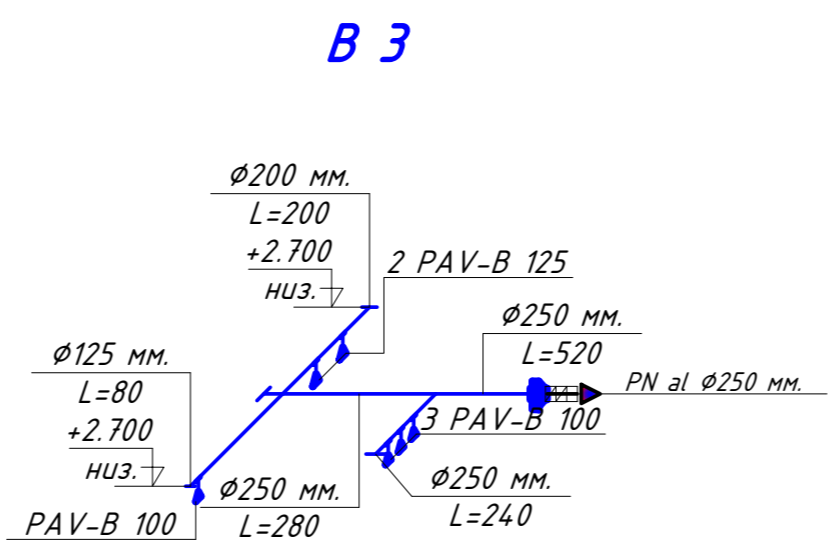 В 3
Ø200 мм.
L=200
+2.700
низ.
2 PAV-B 125
Ø250 мм.
L=520
Ø125 мм.
L=80
+2.700
низ.
PN al Ø250 мм.
3 PAV-B 100
Ø250 мм.
L=280
Ø250 мм.
L=240
PAV-B 100